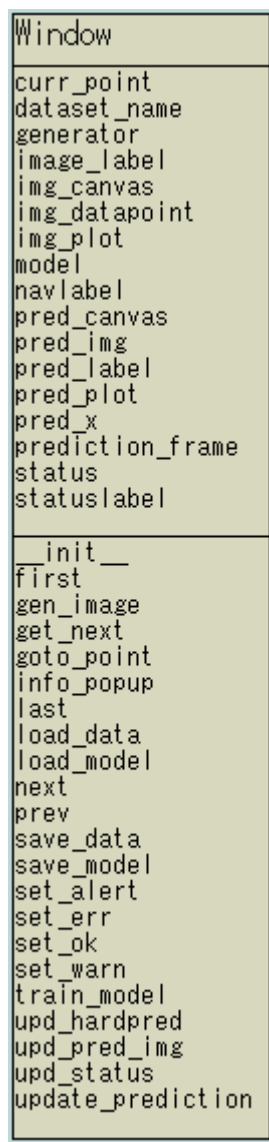 Window
curr_point
dataset_name
generator
image_label
img_canvas
img_datapoint
img_plot
model
navlabel
pred_canvas
pred_img
pred_label
pred_plot
pred_x
prediction_frame
status
statuslabel
__init__
first
gen_image
get_next
goto_point
info_popup
last
load_data
load_model
next
prev
save_data
save_model
set_alert
set_err
set_ok
set_warn
train_model
upd_hardpred
upd_pred_img
upd_status
update_prediction